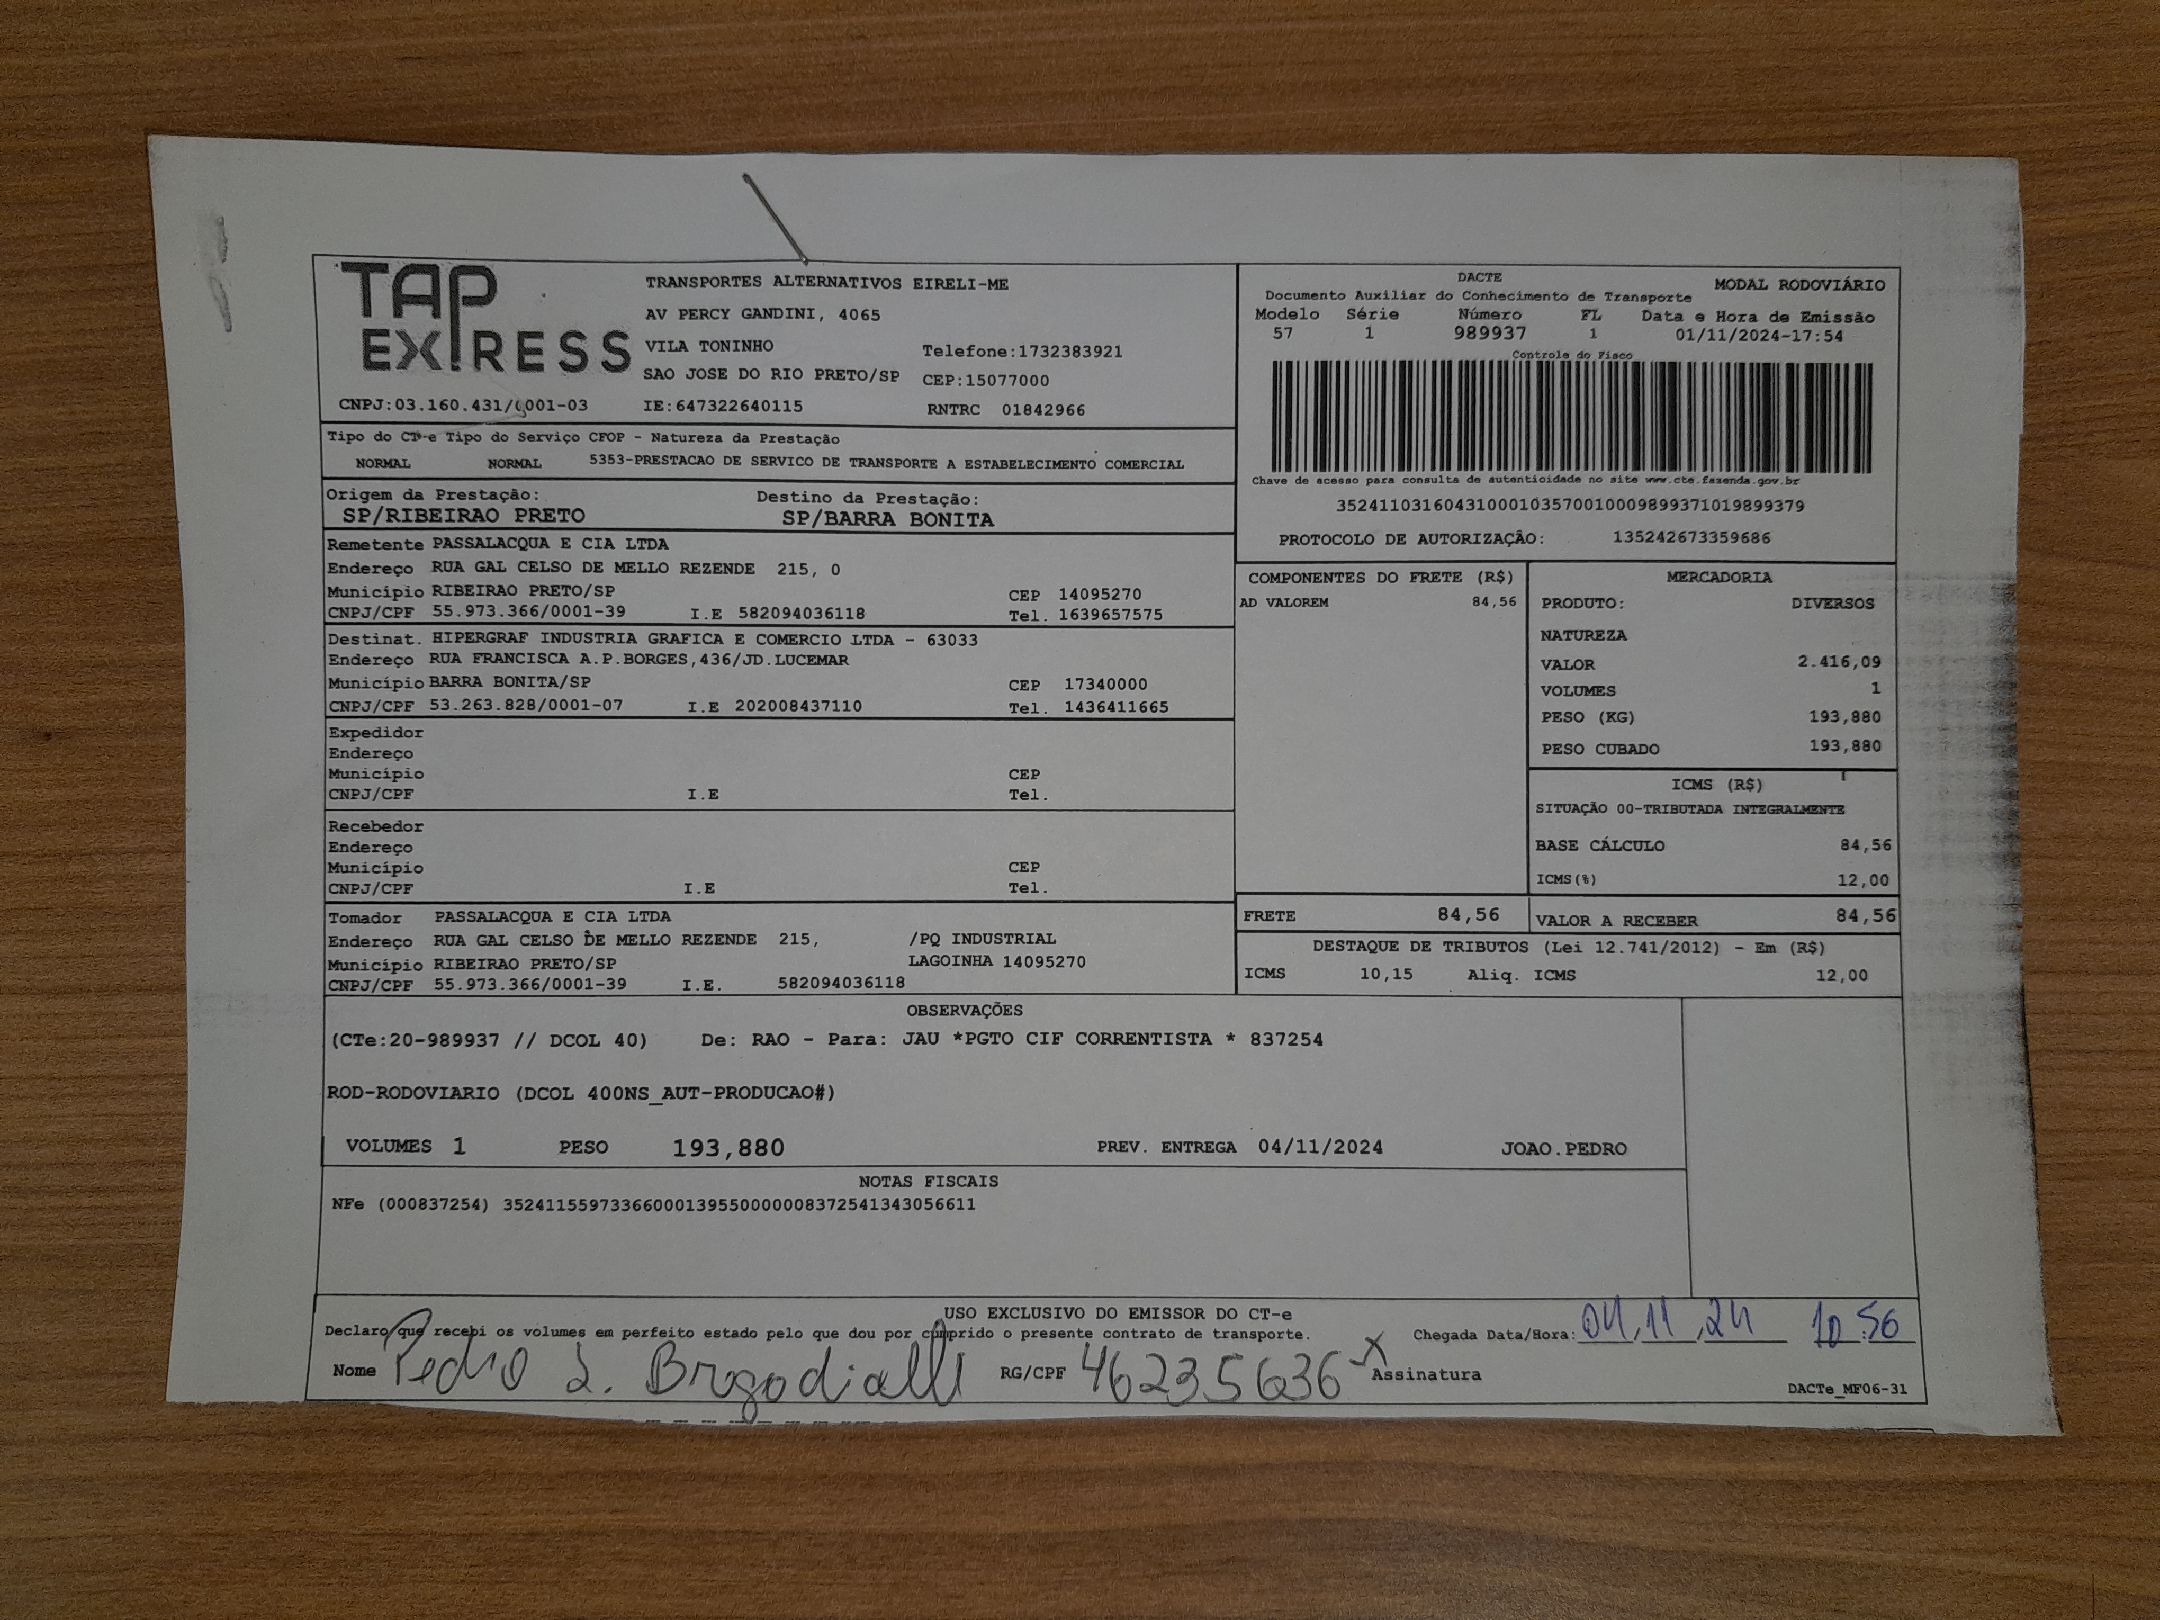 TAP
EXPRESS
TRANSPORTES ALTERNATIVOS EIRELI-ME
AV PERCY GANDINI, 4065
VILA TONINHO
Telefone:1732383921
SAO JOSE DO RIO PRETO/SP CEP:15077000
CNPJ:03.160.431/0001-03 IE:647322640115 RNTRC 01842966
DACTE MODAL RODOVIÁRIO
Documento Auxiliar do Conhecimento de Transporte
Modelo Série Número FL Data e Hora de Emissão
57 1 989937 1 01/11/2024-17:54
Controle do Fisco
Chave de acesso para consulta de autenticidade no site www.cte.fazenda.gov.br
35241103160431000103570010009899371019899379
PROTOCOLO DE AUTORIZAÇÃO: 135242673359686
Tipo do CT-e Tipo do Serviço CFOP - Natureza da Prestação
NORMAL NORMAL 5353-PRESTACAO DE SERVICO DE TRANSPORTE A ESTABELECIMENTO COMERCIAL
Origem da Prestação: Destino da Prestação:
SP/RIBEIRAO PRETO SP/BARRA BONITA
Remetente PASSALACQUA E CIA LTDA
Endereço RUA GAL CELSO DE MELLO REZENDE 215, 0
Município RIBEIRAO PRETO/SP CEP 14095270
CNPJ/CPF 55.973.366/0001-39 I.E 582094036118 Tel. 1639657575
Destinat. HIPERGRAF INDUSTRIA GRAFICA E COMERCIO LTDA - 63033
Endereço RUA FRANCISCA A.P.BORGES,436/JD.LUCEMAR
Município BARRA BONITA/SP CEP 17340000
CNPJ/CPF 53.263.828/0001-07 I.E 202008437110 Tel. 1436411665
Expedidor
Endereço
Município CEP
CNPJ/CPF I.E Tel.
Recebedor
Endereço
Município CEP
CNPJ/CPF I.E Tel.
Tomador PASSALACQUA E CIA LTDA
Endereço RUA GAL CELSO DE MELLO REZENDE 215, /PQ INDUSTRIAL
Município RIBEIRAO PRETO/SP LAGOINHA 14095270
CNPJ/CPF 55.973.366/0001-39 I.E. 582094036118
COMPONENTES DO FRETE (R$)
AD VALOREM 84,56
MERCADORIA
PRODUTO: DIVERSOS
NATUREZA
VALOR 2.416,09
VOLUMES 1
PESO (KG) 193,880
PESO CUBADO 193,880
ICMS (R$)
SITUAÇÃO 00-TRIBUTADA INTEGRALMENTE
BASE CÁLCULO 84,56
ICMS(%) 12,00
FRETE 84,56 VALOR A RECEBER 84,56
DESTAQUE DE TRIBUTOS (Lei 12.741/2012) - Em (R$)
ICMS 10,15 Aliq. ICMS 12,00
OBSERVAÇÕES
(CTe:20-989937 // DCOL 40) De: RAO - Para: JAU *PGTO CIF CORRENTISTA * 837254
ROD-RODOVIARIO (DCOL 400NS_AUT-PRODUCAO#)
VOLUMES 1 PESO 193,880 PREV. ENTREGA 04/11/2024 JOAO.PEDRO
NOTAS FISCAIS
NFe (000837254) 35241155973366000139550000008372541343056611
USO EXCLUSIVO DO EMISSOR DO CT-e
Declaro que recebi os volumes em perfeito estado pelo que dou por cumprido o presente contrato de transporte. Chegada Data/Hora: 04,11,24 10:56
Nome Pedro L. RG/CPF 46235636-X Assinatura
DACTe_MF06-31